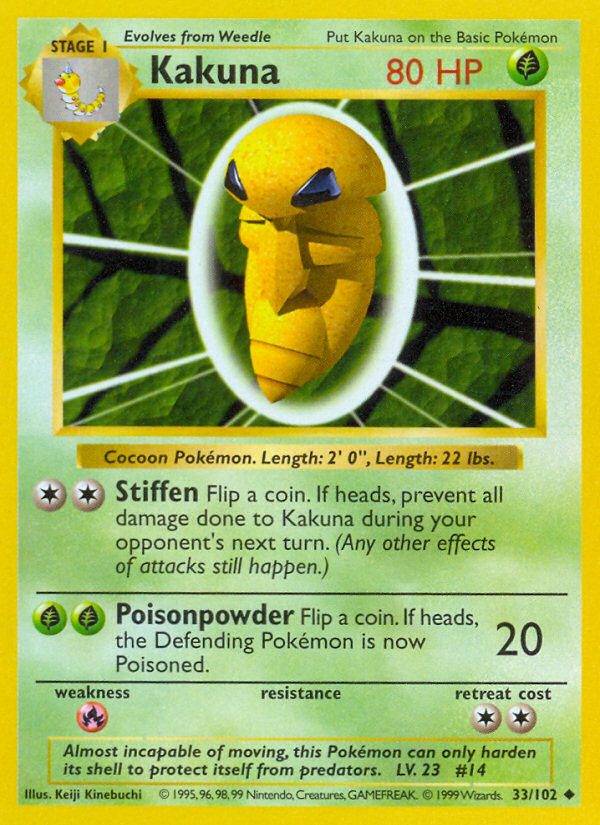 STAGE 1
Evolves from Weedle
Put Kakuna on the Basic Pokémon
Kakuna
80 HP
Cocoon Pokémon. Length: 2' 0", Length: 22 lbs.
Stiffen Flip a coin. If heads, prevent all
damage done to Kakuna during your
opponent's next turn. (Any other effects
of attacks still happen.)
Poisonpowder Flip a coin. If heads,
the Defending Pokémon is now
Poisoned.
20
weakness
resistance
retreat cost
Almost incapable of moving, this Pokémon can only harden
its shell to protect itself from predators. LV. 23 #14
Illus. Keiji Kinebuchi
© 1995, 96, 98, 99 Nintendo, Creatures, GAMEFREAK. © 1999 Wizards.
33/102